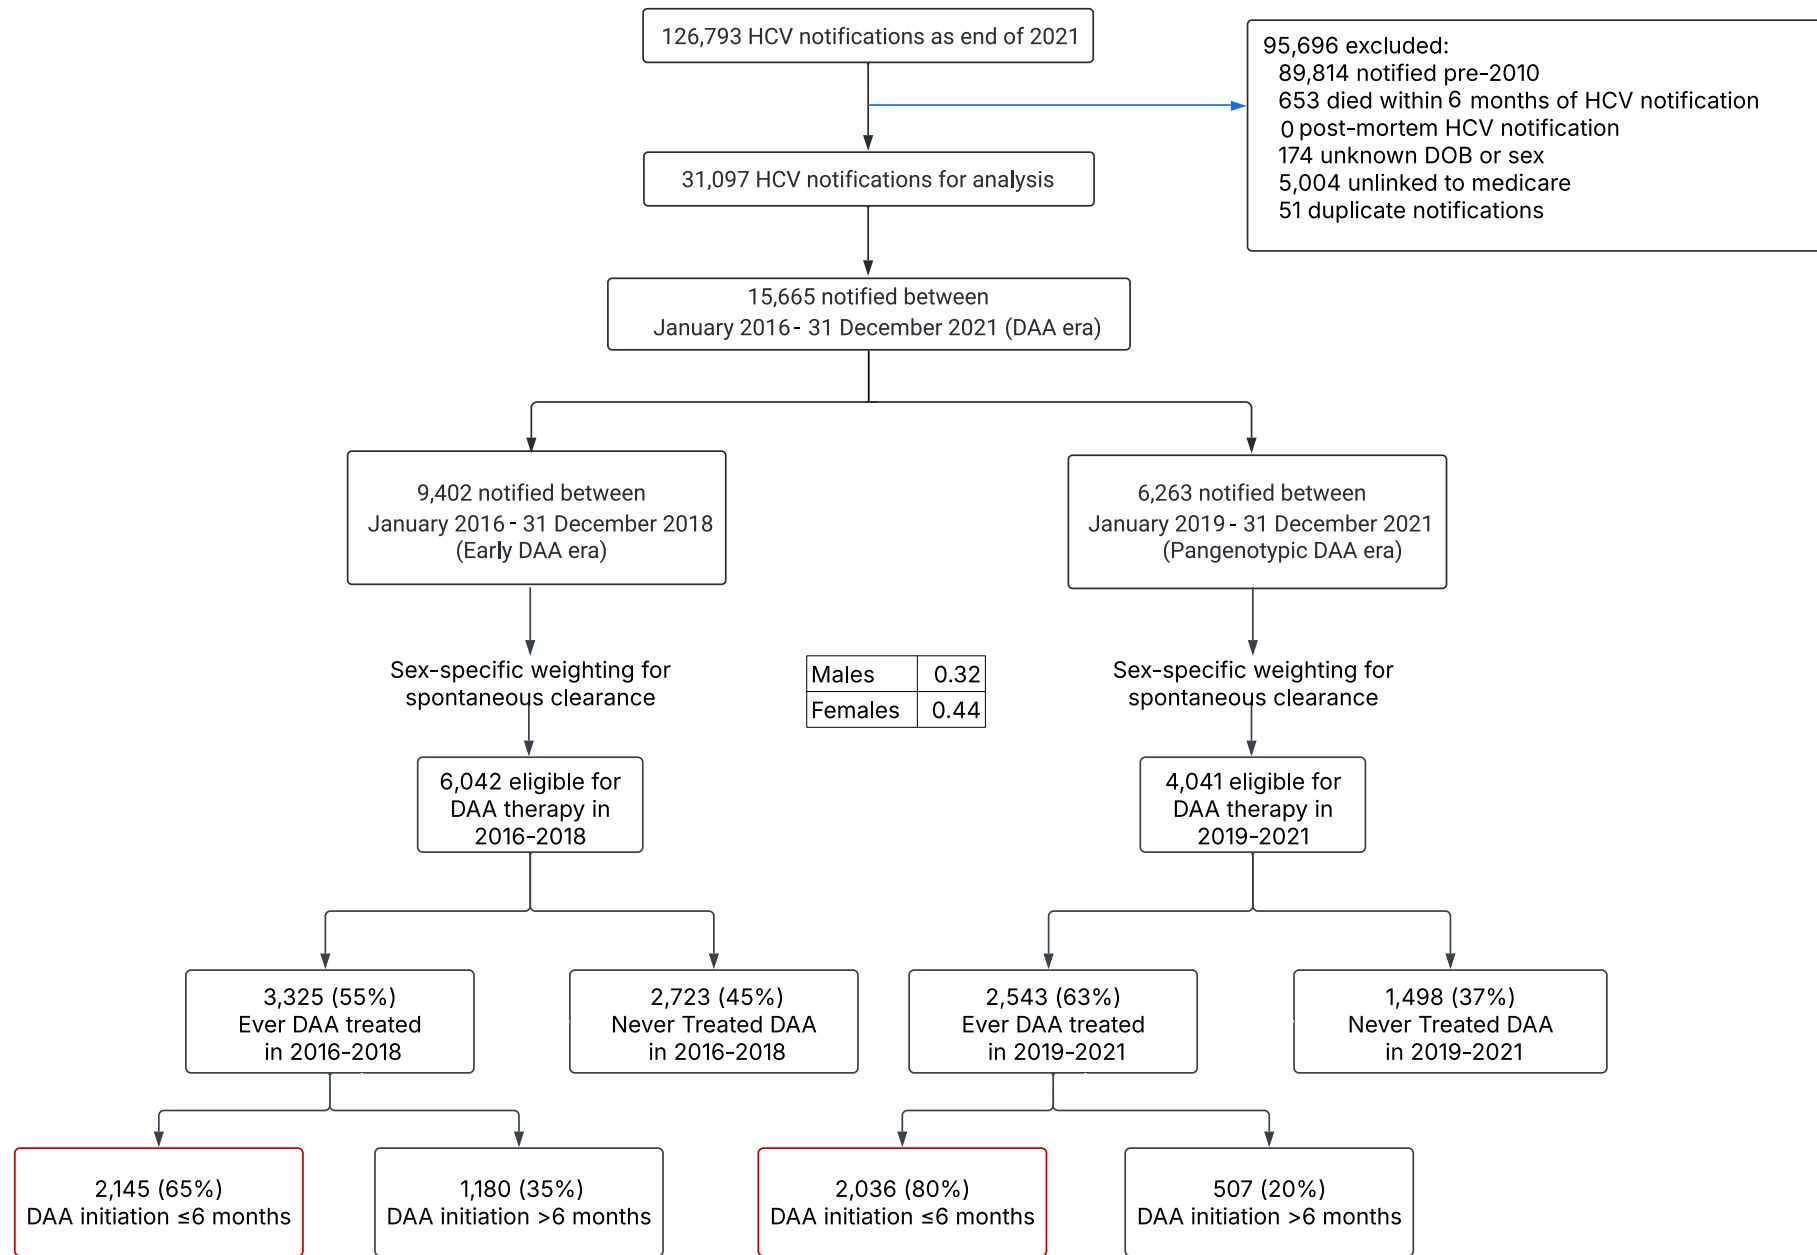 126,793 HCV notifications as end of 2021
95,696 excluded:
89,814 notified pre-2010
653 died within 6 months of HCV notification
0 post-mortem HCV notification
174 unknown DOB or sex
5,004 unlinked to medicare
51 duplicate notifications
31,097 HCV notifications for analysis
15,665 notified between
January 2016 - 31 December 2021 (DAA era)
9,402 notified between
January 2016 - 31 December 2018
(Early DAA era)
6,263 notified between
January 2019 - 31 December 2021
(Pangenotypic DAA era)
Sex-specific weighting for
spontaneous clearance
Males 0.32
Females 0.44
Sex-specific weighting for
spontaneous clearance
6,042 eligible for
DAA therapy in
2016-2018
4,041 eligible for
DAA therapy in
2019-2021
3,325 (55%)
Ever DAA treated
in 2016-2018
2,723 (45%)
Never Treated DAA
in 2016-2018
2,543 (63%)
Ever DAA treated
in 2019-2021
1,498 (37%)
Never Treated DAA
in 2019-2021
2,145 (65%)
DAA initiation ≤6 months
1,180 (35%)
DAA initiation >6 months
2,036 (80%)
DAA initiation ≤6 months
507 (20%)
DAA initiation >6 months